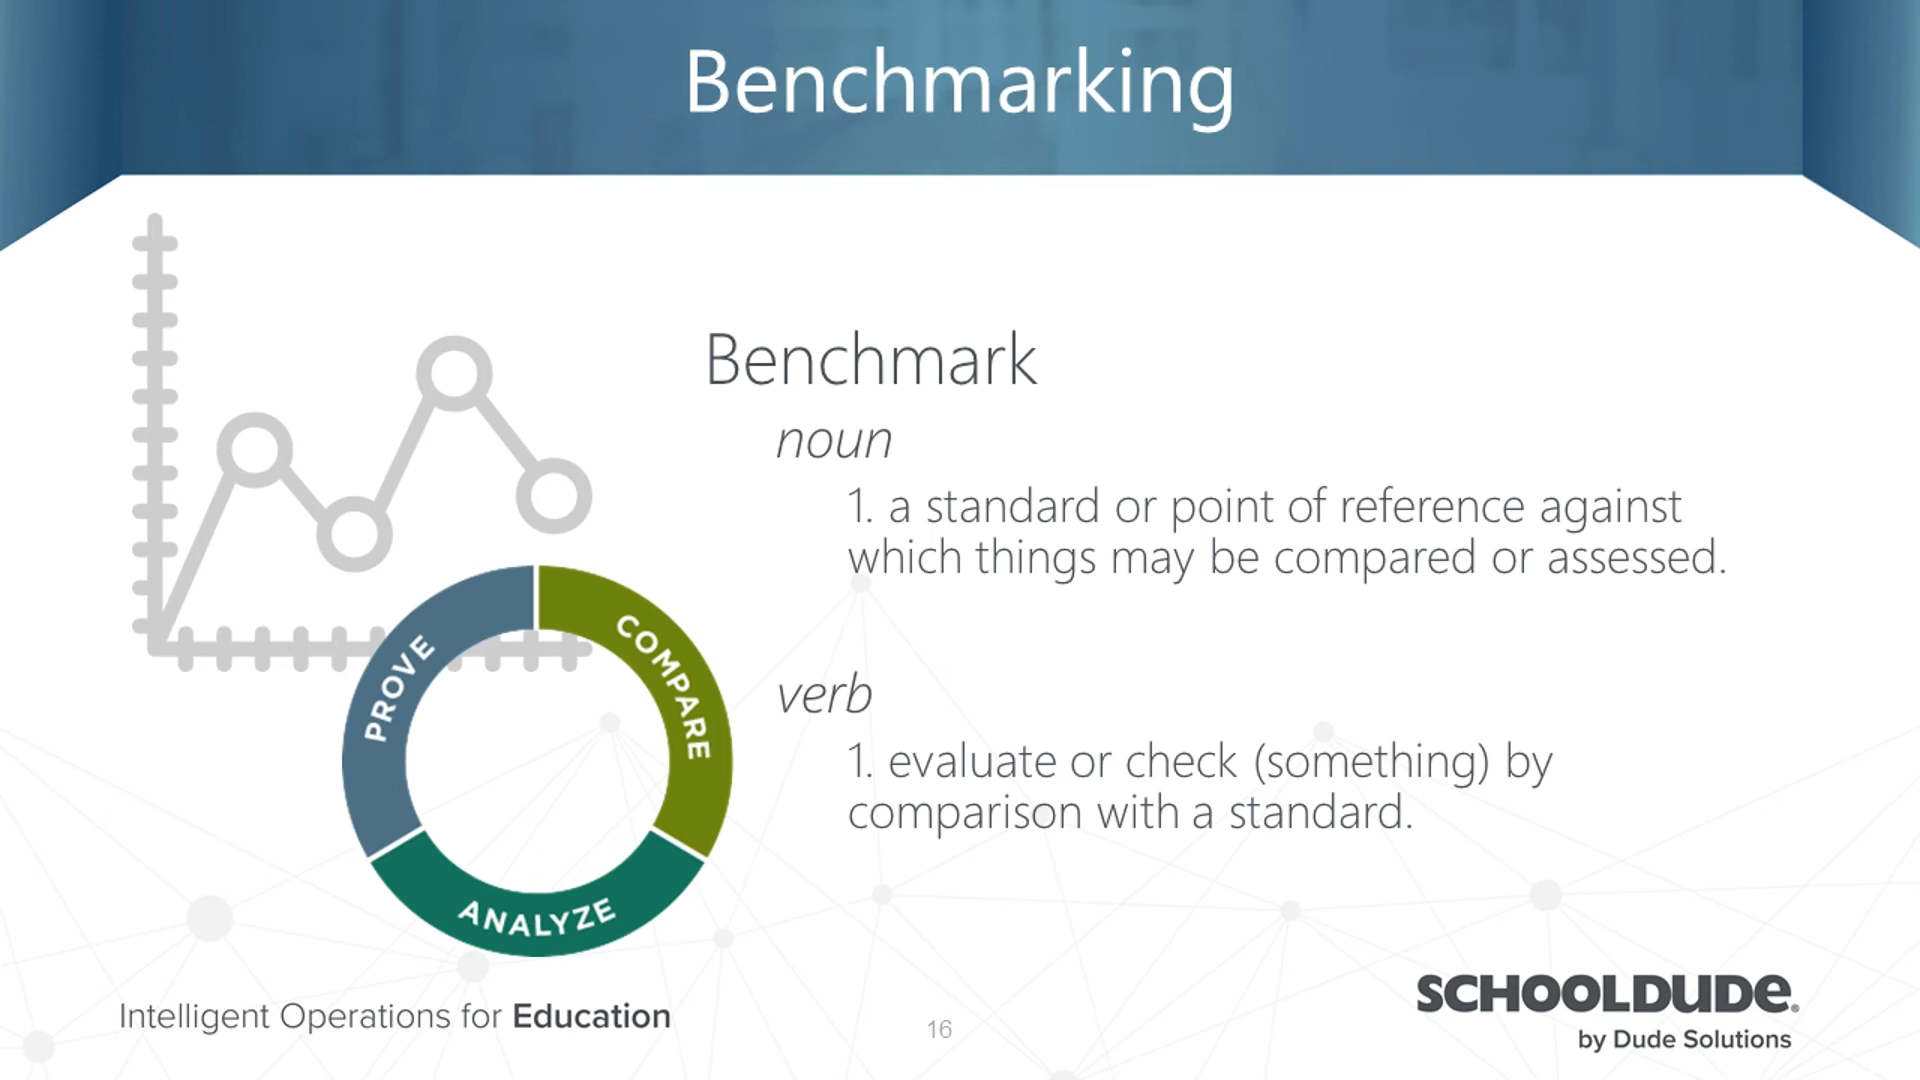 Benchmarking
Benchmark
noun
1. a standard or point of reference against
which things may be compared or assessed.
verb
1. evaluate or check (something) by
comparison with a standard.
PROVE
COMPARE
ANALYZE
Intelligent Operations for Education
16
SCHOOLDUDE®
by Dude Solutions